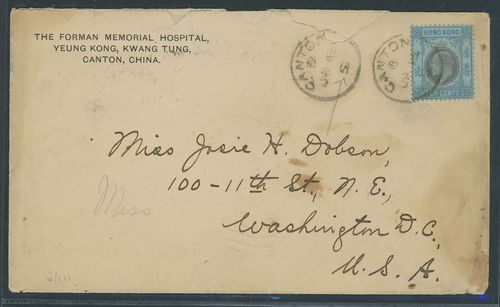 THE FORMAN MEMORIAL HOSPITAL,
YEUNG KONG, KWANG TUNG,
CANTON, CHINA.
CANTON
CANTON
HONG KONG
CENTS
Miss Josie H. Dobson,
100-11th St., N.E.,
Washington D.C.,
U.S.A.
Miss